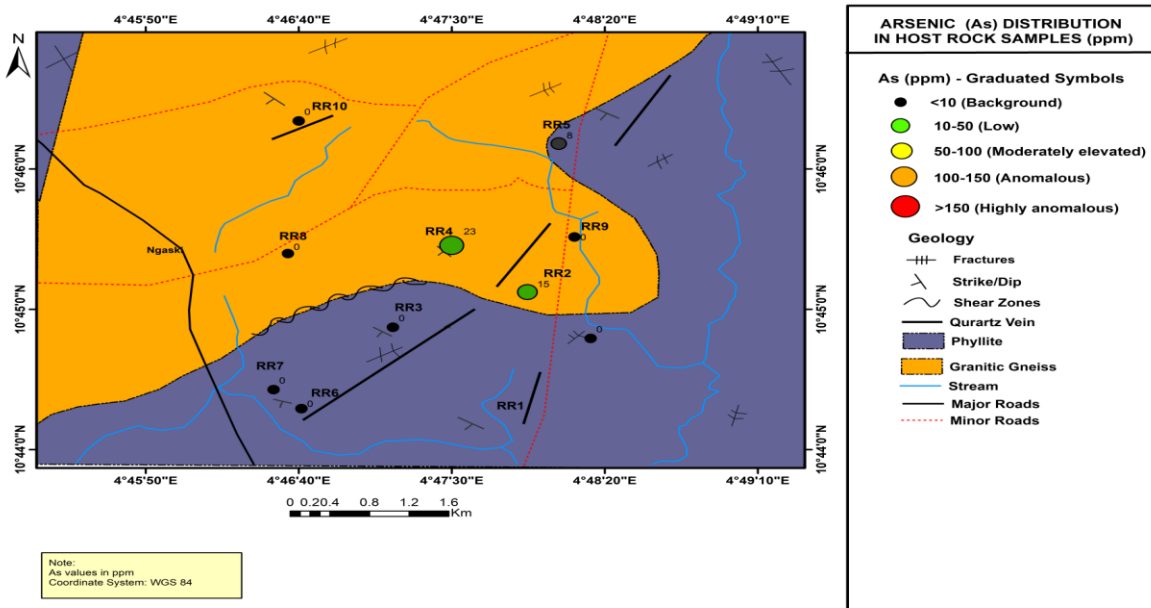 4°45'50"E 4°46'40"E 4°47'30"E 4°48'20"E 4°49'10"E
N
10°46'0"N
10°45'0"N
10°44'0"N
RR10
0
RR5
8
RR4 23
RR9
0
RR8
0
Ngaski
RR2
15
RR3
0
0
RR7
0
RR6
0
RR1
10°46'0"N
10°45'0"N
10°44'0"N
4°45'50"E 4°46'40"E 4°47'30"E 4°48'20"E 4°49'10"E
0 0.20.4 0.8 1.2 1.6
Km
Note:
As values in ppm
Coordinate System: WGS 84
ARSENIC (As) DISTRIBUTION
IN HOST ROCK SAMPLES (ppm)
As (ppm) - Graduated Symbols
<10 (Background)
10-50 (Low)
50-100 (Moderately elevated)
100-150 (Anomalous)
>150 (Highly anomalous)
Geology
Fractures
Strike/Dip
Shear Zones
Qurartz Vein
Phyllite
Granitic Gneiss
Stream
Major Roads
Minor Roads